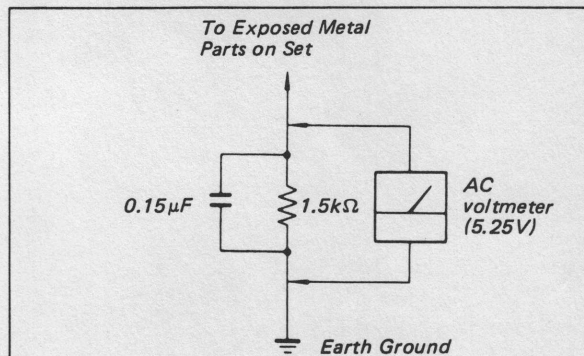 To Exposed Metal
Parts on Set
0.15μF
1.5kΩ
AC
voltmeter
(5.25V)
Earth Ground